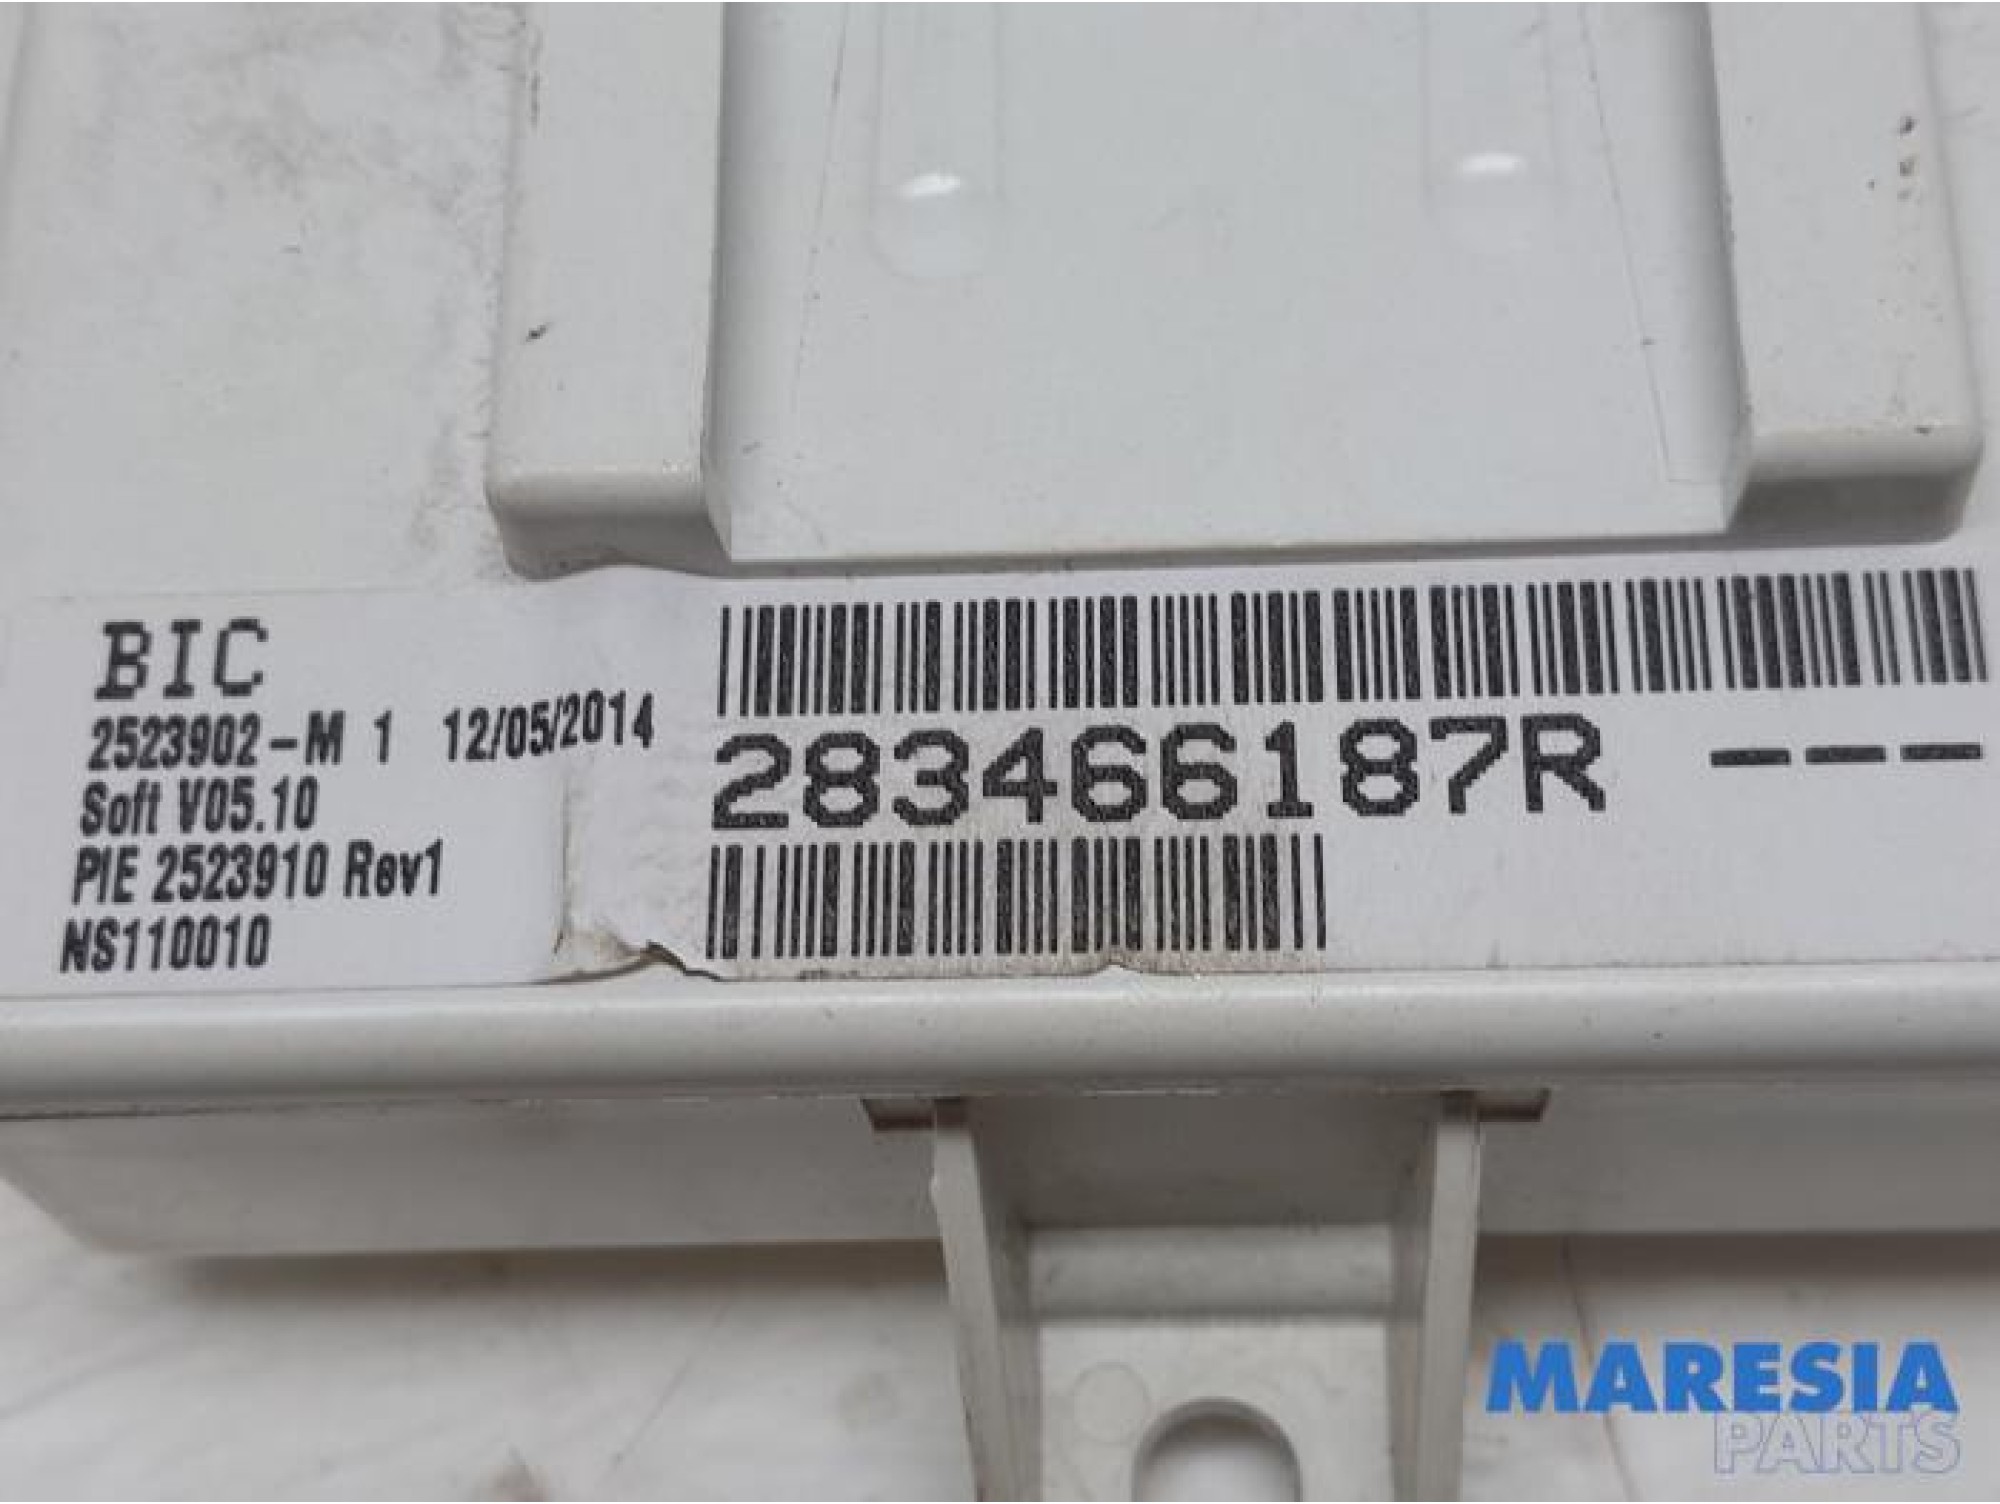 BIC
2523902-M 1 12/05/2014
Soft V05.10
PIE 2523910 Rev1
NS110010
283466187R ---
MARESIA
PARTS